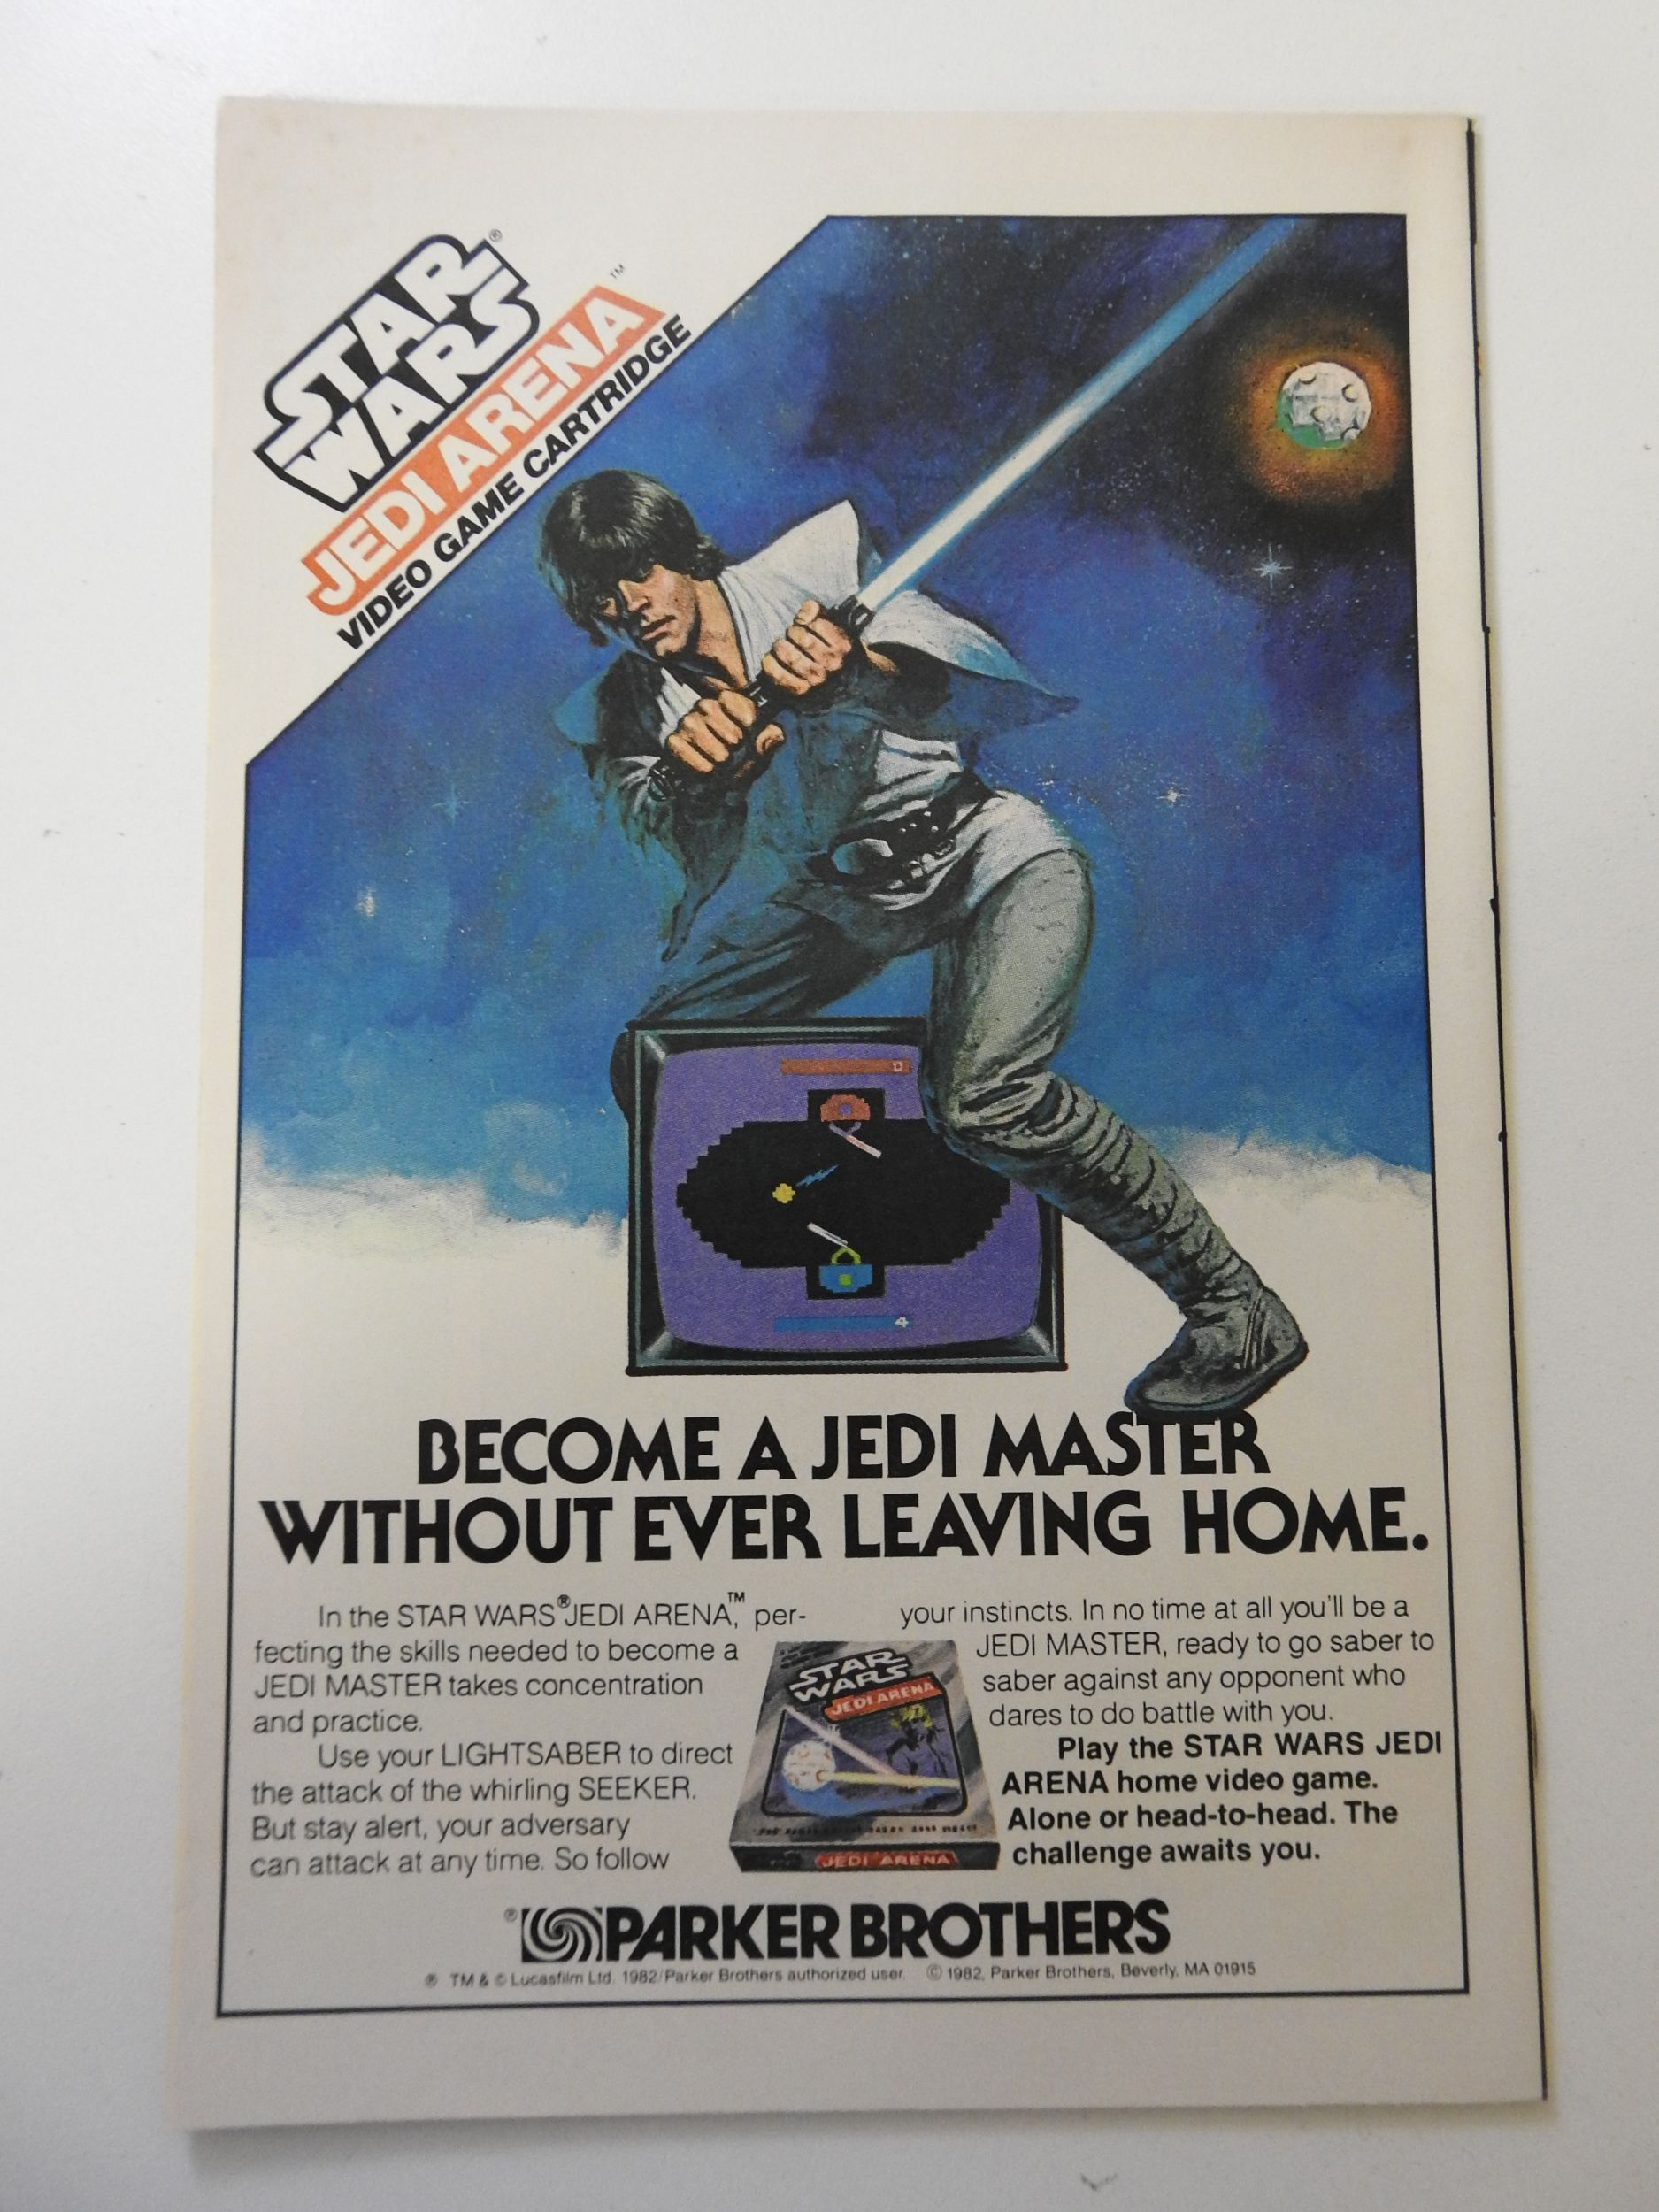 STAR
WARS®
JEDI ARENA™
VIDEO GAME CARTRIDGE
0
4
BECOME A JEDI MASTER
WITHOUT EVER LEAVING HOME.
In the STAR WARS® JEDI ARENA,™ per-
fecting the skills needed to become a
JEDI MASTER takes concentration
and practice.
Use your LIGHTSABER to direct
the attack of the whirling SEEKER.
But stay alert, your adversary
can attack at any time. So follow
STAR
WARS
JEDI ARENA
JEDI ARENA
your instincts. In no time at all you'll be a
JEDI MASTER, ready to go saber to
saber against any opponent who
dares to do battle with you.
Play the STAR WARS JEDI
ARENA home video game.
Alone or head-to-head. The
challenge awaits you.
® PARKER BROTHERS
® TM & © Lucasfilm Ltd. 1982/Parker Brothers authorized user. © 1982, Parker Brothers, Beverly, MA 01915